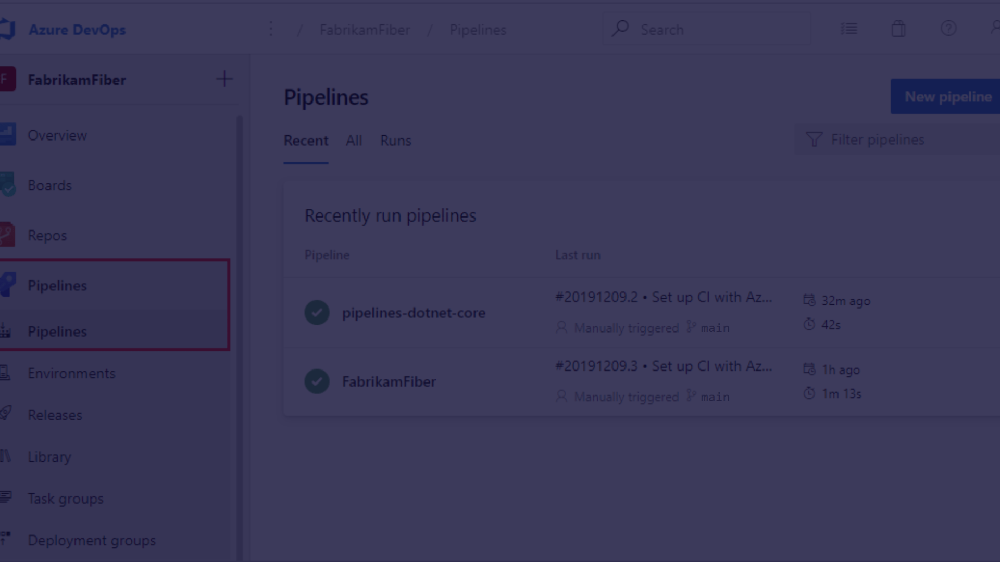 Azure DevOps
/ FabrikamFiber / Pipelines
Search
F FabrikamFiber
Overview
Boards
Repos
Pipelines
Pipelines
Environments
Releases
Library
Task groups
Deployment groups
Pipelines
New pipeline
Recent All Runs
Filter pipelines
Recently run pipelines
Pipeline Last run
pipelines-dotnet-core
#20191209.2 • Set up CI with Az...
Manually triggered main
32m ago
42s
FabrikamFiber
#20191209.3 • Set up CI with Az...
Manually triggered main
1h ago
1m 13s